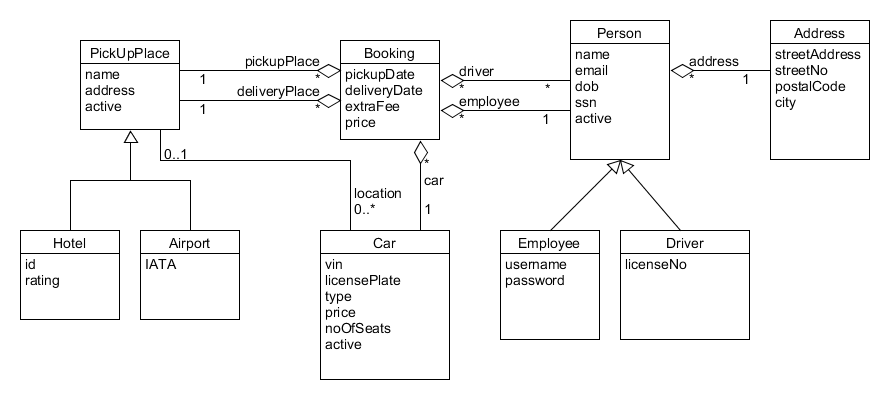 PickUpPlace
name
address
active
pickupPlace
1
*
deliveryPlace
1
*
Booking
pickupDate
deliveryDate
extraFee
price
driver
*
*
employee
*
1
Person
name
email
dob
ssn
active
address
*
1
Address
streetAddress
streetNo
postalCode
city
0..1
location
0..*
*
car
1
Hotel
id
rating
Airport
IATA
Car
vin
licensePlate
type
price
noOfSeats
active
Employee
username
password
Driver
licenseNo